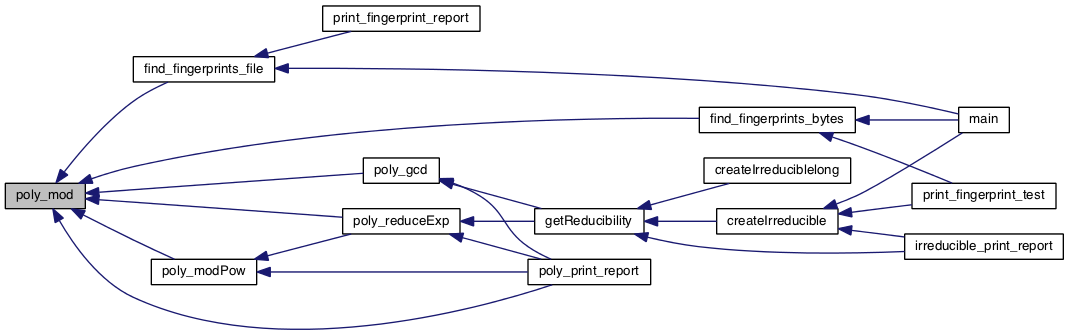 print_fingerprint_report
find_fingerprints_file
find_fingerprints_bytes
main
poly_gcd
createIrreduciblelong
poly_mod
print_fingerprint_test
poly_reduceExp
getReducibility
createIrreducible
irreducible_print_report
poly_modPow
poly_print_report